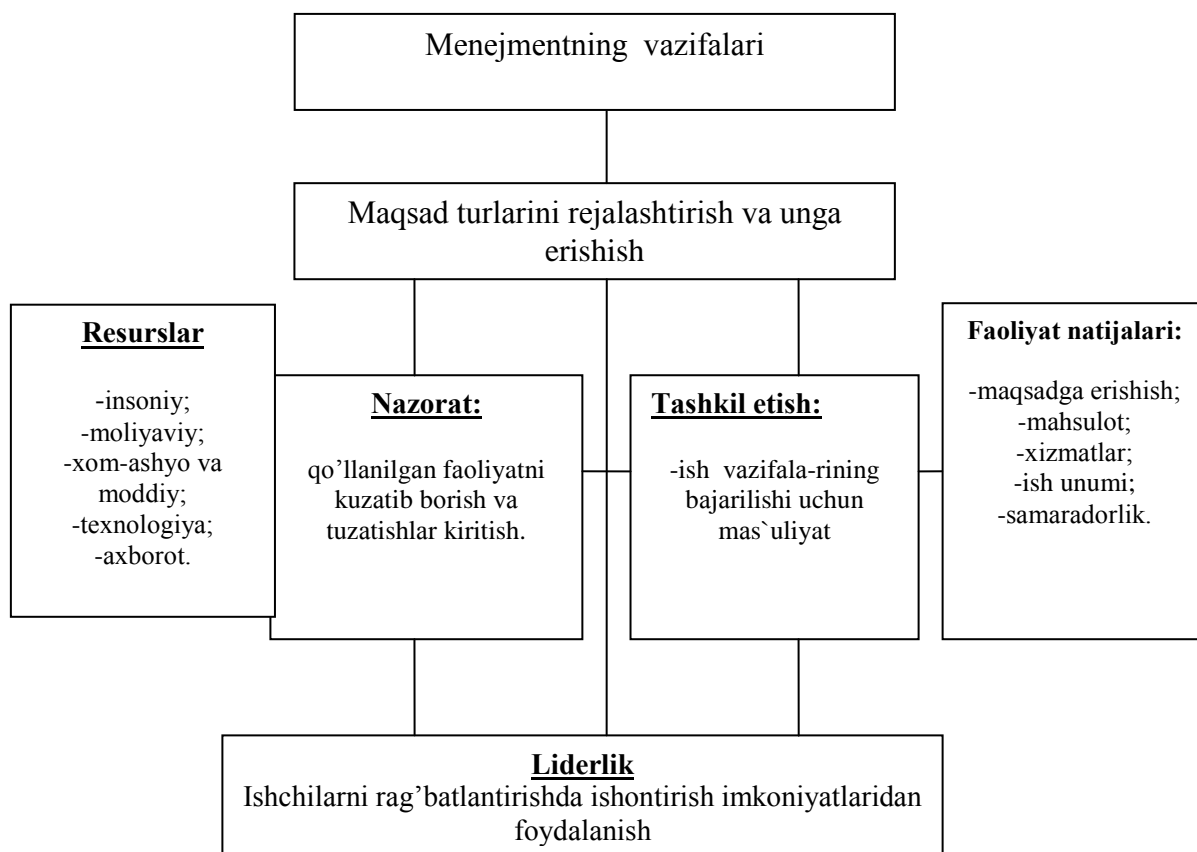 Menejmentning vazifalari
Maqsad turlarini rejalashtirish va unga
erishish
Resurslar
-insoniy;
-moliyaviy;
-xom-ashyo va
moddiy;
-texnologiya;
-axborot.
Nazorat:
qo’llanilgan faoliyatni
kuzatib borish va
tuzatishlar kiritish.
Tashkil etish:
-ish vazifala-rining
bajarilishi uchun
mas`uliyat
Faoliyat natijalari:
-maqsadga erishish;
-mahsulot;
-xizmatlar;
-ish unumi;
-samaradorlik.
Liderlik
Ishchilarni rag’batlantirishda ishontirish imkoniyatlaridan
foydalanish